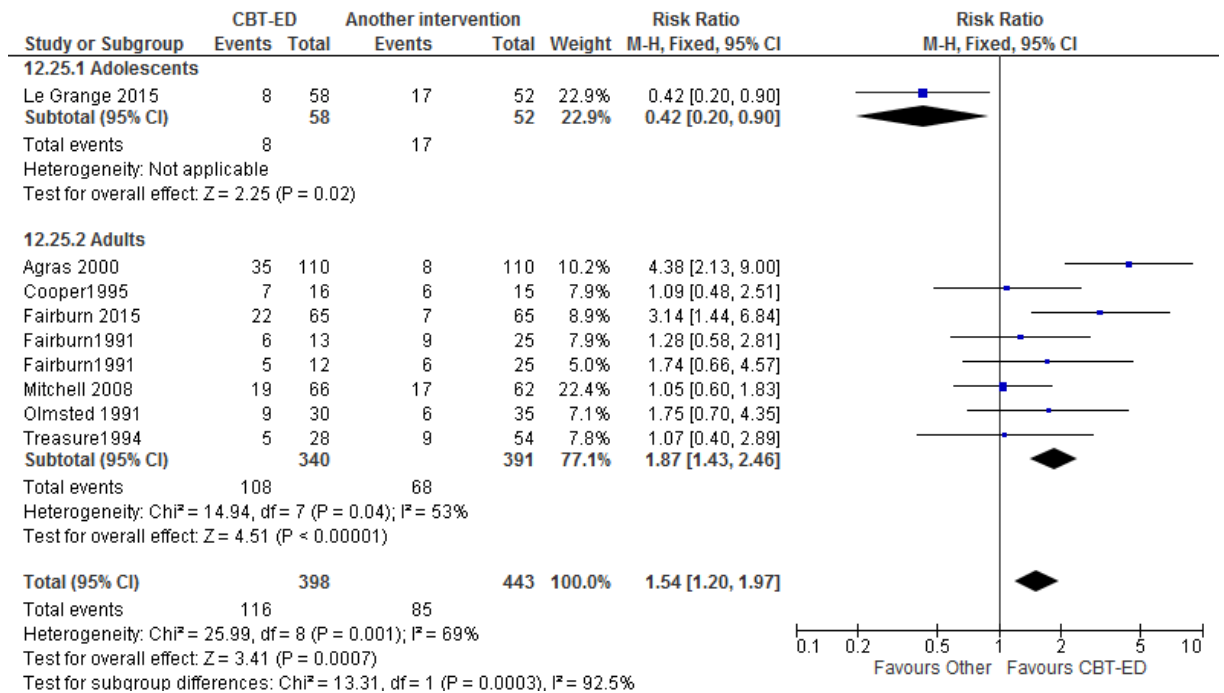 CBT-ED Another intervention Risk Ratio Risk Ratio
Study or Subgroup Events Total Events Total Weight M-H, Fixed, 95% CI M-H, Fixed, 95% CI
12.25.1 Adolescents
Le Grange 2015 8 58 17 52 22.9% 0.42 [0.20, 0.90]
Subtotal (95% CI) 58 52 22.9% 0.42 [0.20, 0.90]
Total events 8 17
Heterogeneity: Not applicable
Test for overall effect: Z = 2.25 (P = 0.02)
12.25.2 Adults
Agras 2000 35 110 8 110 10.2% 4.38 [2.13, 9.00]
Cooper1995 7 16 6 15 7.9% 1.09 [0.48, 2.51]
Fairburn 2015 22 65 7 65 8.9% 3.14 [1.44, 6.84]
Fairburn1991 6 13 9 25 7.9% 1.28 [0.58, 2.81]
Fairburn1991 5 12 6 25 5.0% 1.74 [0.66, 4.57]
Mitchell 2008 19 66 17 62 22.4% 1.05 [0.60, 1.83]
Olmsted 1991 9 30 6 35 7.1% 1.75 [0.70, 4.35]
Treasure1994 5 28 9 54 7.8% 1.07 [0.40, 2.89]
Subtotal (95% CI) 340 391 77.1% 1.87 [1.43, 2.46]
Total events 108 68
Heterogeneity: Chi² = 14.94, df = 7 (P = 0.04); I² = 53%
Test for overall effect: Z = 4.51 (P < 0.00001)
Total (95% CI) 398 443 100.0% 1.54 [1.20, 1.97]
Total events 116 85
Heterogeneity: Chi² = 25.99, df = 8 (P = 0.001); I² = 69%
Test for overall effect: Z = 3.41 (P = 0.0007)
Test for subgroup differences: Chi² = 13.31, df = 1 (P = 0.0003), I² = 92.5%
0.1 0.2 0.5 1 2 5 10
Favours Other Favours CBT-ED